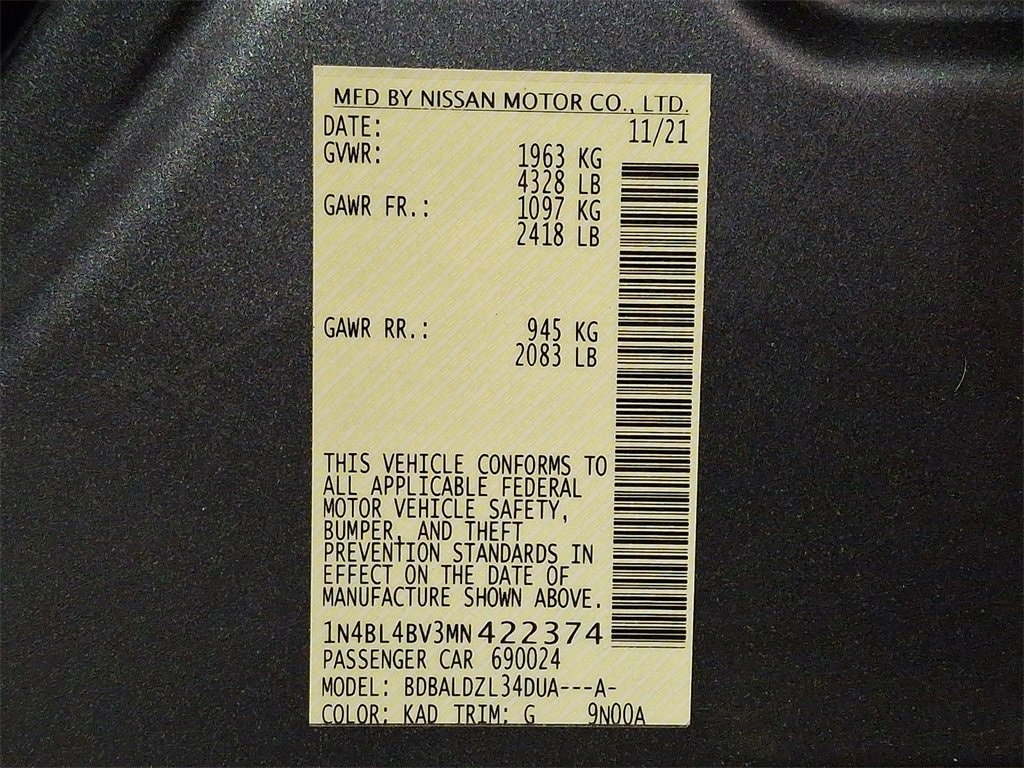 MFD BY NISSAN MOTOR CO., LTD.
DATE: 11/21
GVWR: 1963 KG
4328 LB
GAWR FR.: 1097 KG
2418 LB
GAWR RR.: 945 KG
2083 LB
THIS VEHICLE CONFORMS TO
ALL APPLICABLE FEDERAL
MOTOR VEHICLE SAFETY,
BUMPER, AND THEFT
PREVENTION STANDARDS IN
EFFECT ON THE DATE OF
MANUFACTURE SHOWN ABOVE.
1N4BL4BV3MN422374
PASSENGER CAR 690024
MODEL: BDBALDZL34DUA---A-
COLOR: KAD TRIM: G 9N00A